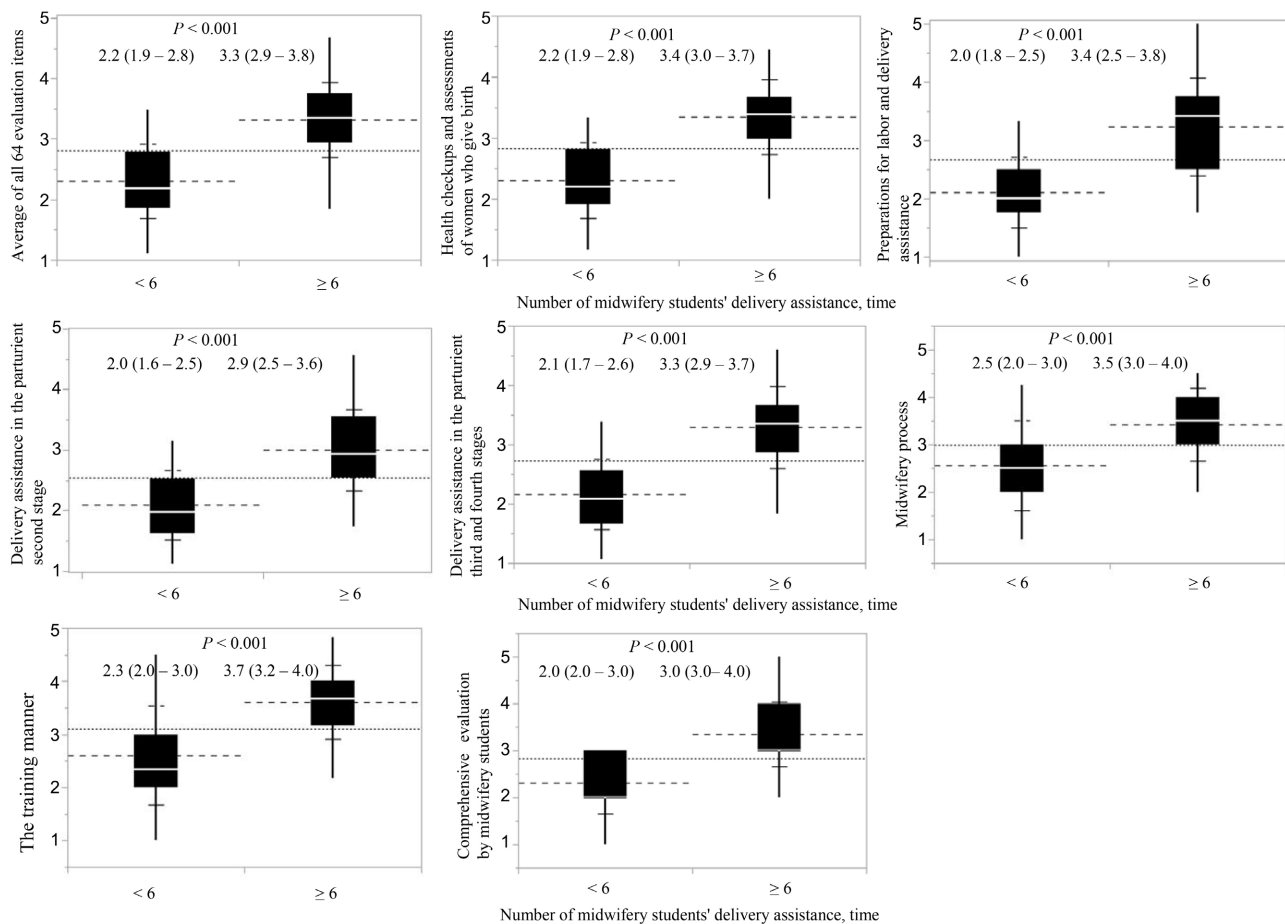 Average of all 64 evaluation items
5
4
3
2
1
P < 0.001
2.2 (1.9 – 2.8) 3.3 (2.9 – 3.8)
< 6 ≥ 6
Health checkups and assessments
of women who give birth
5
4
3
2
1
P < 0.001
2.2 (1.9 – 2.8) 3.4 (3.0 – 3.7)
< 6 ≥ 6
Preparations for labor and delivery
assistance
5
4
3
2
1
P < 0.001
2.0 (1.8 – 2.5) 3.4 (2.5 – 3.8)
< 6 ≥ 6
Number of midwifery students' delivery assistance, time
Delivery assistance in the parturient
second stage
5
4
3
2
1
P < 0.001
2.0 (1.6 – 2.5) 2.9 (2.5 – 3.6)
< 6 ≥ 6
Delivery assistance in the parturient
third and fourth stages
5
4
3
2
1
P < 0.001
2.1 (1.7 – 2.6) 3.3 (2.9 – 3.7)
< 6 ≥ 6
Midwifery process
5
4
3
2
1
P < 0.001
2.5 (2.0 – 3.0) 3.5 (3.0 – 4.0)
< 6 ≥ 6
Number of midwifery students' delivery assistance, time
The training manner
5
4
3
2
1
P < 0.001
2.3 (2.0 – 3.0) 3.7 (3.2 – 4.0)
< 6 ≥ 6
Comprehensive evaluation
by midwifery students
5
4
3
2
1
P < 0.001
2.0 (2.0 – 3.0) 3.0 (3.0– 4.0)
< 6 ≥ 6
Number of midwifery students' delivery assistance, time